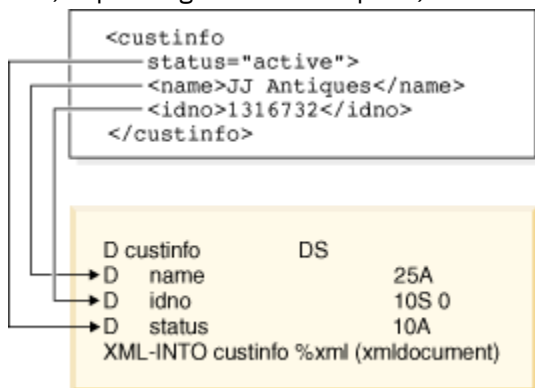 <custinfo
status="active">
<name>JJ Antiques</name>
<idno>1316732</idno>
</custinfo>
D custinfo DS
D name 25A
D idno 10S 0
D status 10A
XML-INTO custinfo %xml (xmldocument)